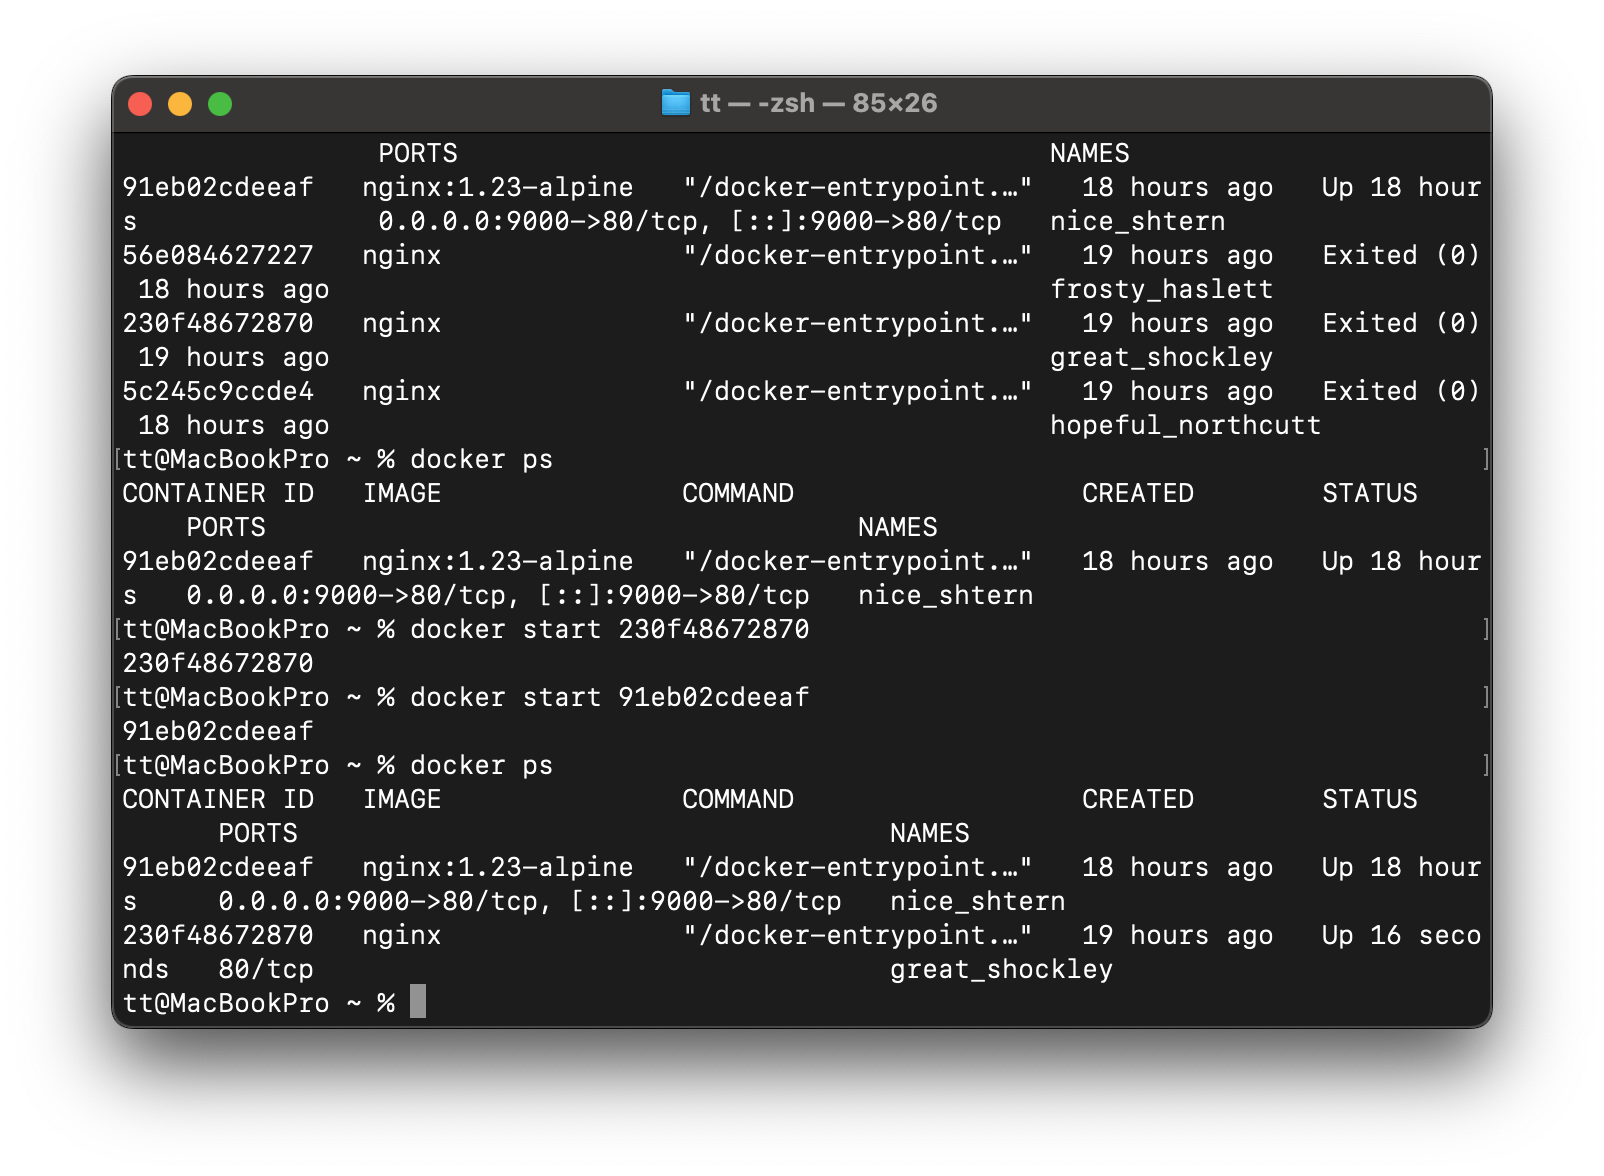 tt — -zsh — 85×26
PORTS NAMES
91eb02cdeeaf nginx:1.23-alpine "/docker-entrypoint.…" 18 hours ago Up 18 hour
s 0.0.0.0:9000->80/tcp, [::]:9000->80/tcp nice_shtern
56e084627227 nginx "/docker-entrypoint.…" 19 hours ago Exited (0)
18 hours ago frosty_haslett
230f48672870 nginx "/docker-entrypoint.…" 19 hours ago Exited (0)
19 hours ago great_shockley
5c245c9ccde4 nginx "/docker-entrypoint.…" 19 hours ago Exited (0)
18 hours ago hopeful_northcutt
[tt@MacBookPro ~ % docker ps ]
CONTAINER ID IMAGE COMMAND CREATED STATUS
PORTS NAMES
91eb02cdeeaf nginx:1.23-alpine "/docker-entrypoint.…" 18 hours ago Up 18 hour
s 0.0.0.0:9000->80/tcp, [::]:9000->80/tcp nice_shtern
[tt@MacBookPro ~ % docker start 230f48672870 ]
230f48672870
[tt@MacBookPro ~ % docker start 91eb02cdeeaf ]
91eb02cdeeaf
[tt@MacBookPro ~ % docker ps ]
CONTAINER ID IMAGE COMMAND CREATED STATUS
PORTS NAMES
91eb02cdeeaf nginx:1.23-alpine "/docker-entrypoint.…" 18 hours ago Up 18 hour
s 0.0.0.0:9000->80/tcp, [::]:9000->80/tcp nice_shtern
230f48672870 nginx "/docker-entrypoint.…" 19 hours ago Up 16 seco
nds 80/tcp great_shockley
tt@MacBookPro ~ %